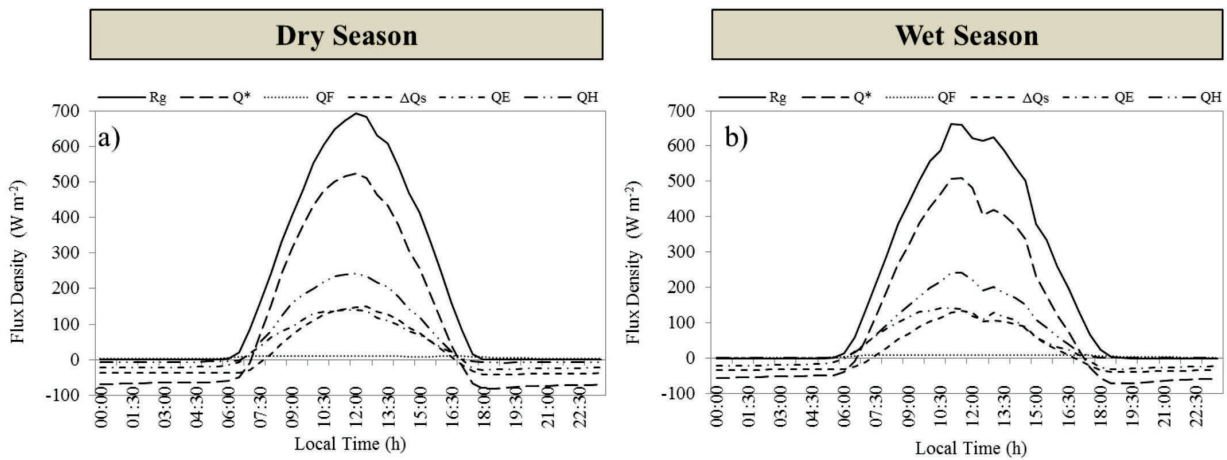 Dry Season
Wet Season
Rg Q* QF ΔQs QE QH
a)
700
600
500
400
300
200
100
0
-100
Flux Density (W m-2)
00:00 01:30 03:00 04:30 06:00 07:30 09:00 10:30 12:00 13:30 15:00 16:30 18:00 19:30 21:00 22:30
Local Time (h)
Rg Q* QF ΔQs QE QH
b)
700
600
500
400
300
200
100
0
-100
Flux Density (W m-2)
00:00 01:30 03:00 04:30 06:00 07:30 09:00 10:30 12:00 13:30 15:00 16:30 18:00 19:30 21:00 22:30
Local Time (h)